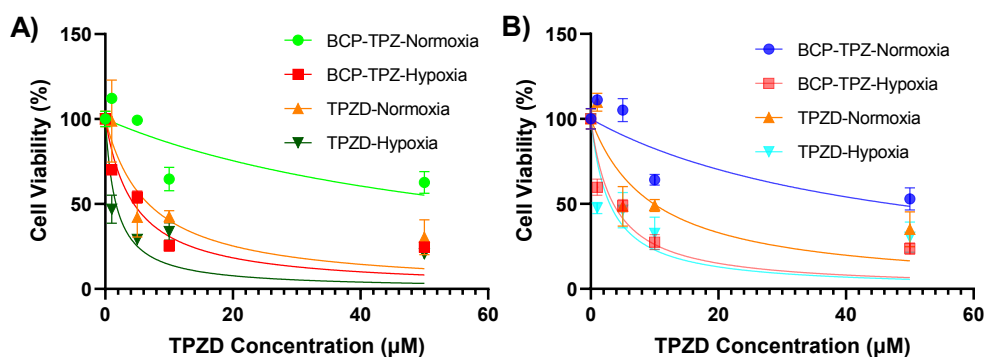 A)
150
100
50
0
0
20
40
60
Cell Viability (%)
TPZD Concentration (µM)
BCP-TPZ-Normoxia
BCP-TPZ-Hypoxia
TPZD-Normoxia
TPZD-Hypoxia
B)
150
100
50
0
0
20
40
60
Cell Viability (%)
TPZD Concentration (µM)
BCP-TPZ-Normoxia
BCP-TPZ-Hypoxia
TPZD-Normoxia
TPZD-Hypoxia